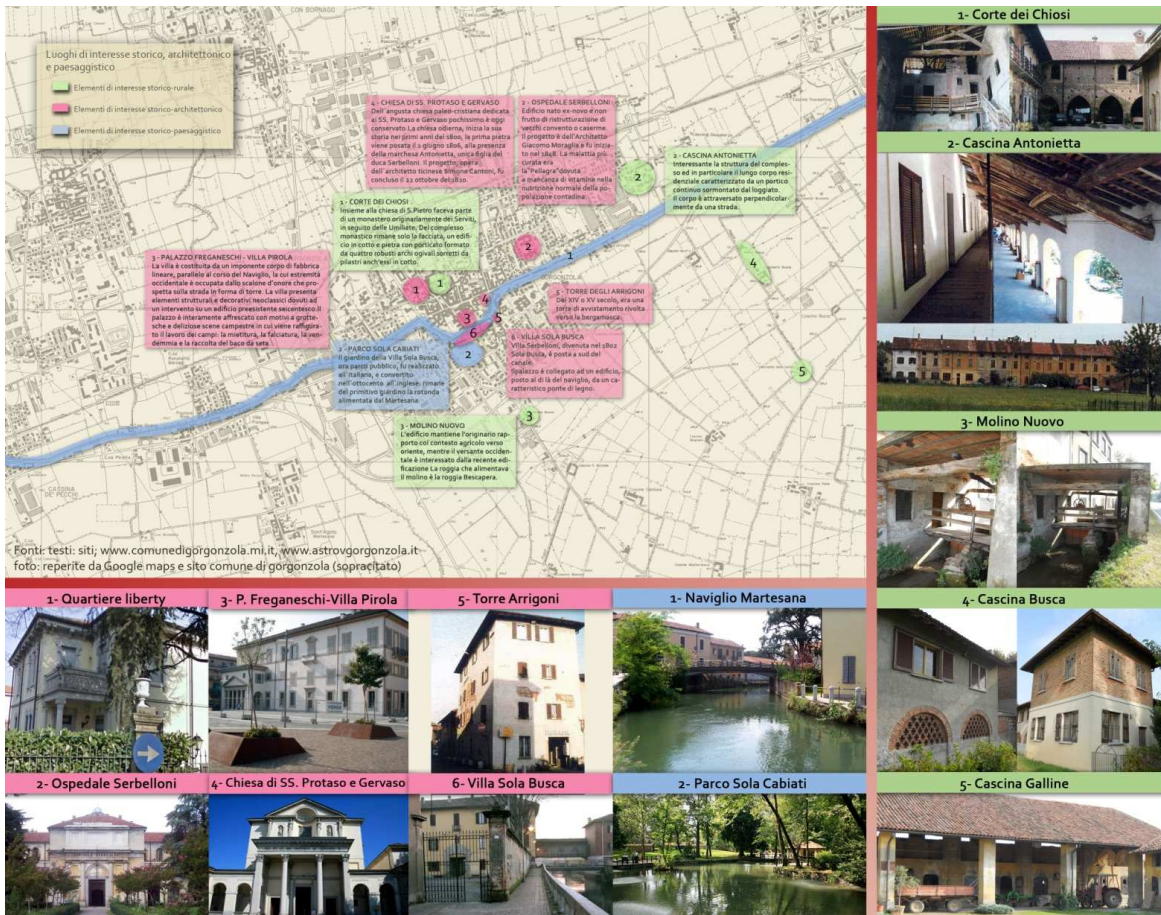 Luoghi di interesse storico, architettonico
e paesaggistico
Elementi di interesse storico-rurale
Elementi di interesse storico-architettonico
Elementi di interesse storico-paesaggistico
CON BORNAGO
4 - CHIESA DI SS. PROTASO E GERVASO
Dell'angusta chiesa paleo-cristiana dedicata
ai SS. Protaso e Gervaso pochissimo è oggi
conservato. La chiesa odierna, inizia la sua
storia nei primi anni del 1800, la prima pietra
viene posata il 2 giugno 1806, alla presenza
della marchesa Antonietta, unica figlia del
duca Serbelloni. Il progetto, opera
dell'architetto ticinese Simone Cantoni, fu
concluso il 22 ottobre del 1820.
2 - OSPEDALE SERBELLONI
Edificio nato ex-novo e non
frutto di ristrutturazione di
vecchi convento o caserme.
Il progetto è dell'Architetto
Giacomo Moraglia e fu inizia-
to nel 1848. La malattia più
curata era
la "Pellagra" dovuta
a mancanza di vitamine nella
nutrizione normale della po-
polazione contadina.
2 - CASCINA ANTONIETTA
Interessante la struttura del comples-
so ed in particolare il lungo corpo resi-
denziale caratterizzato da un portico
continuo sormontato dal loggiato.
Il corpo è attraversato perpendicolar-
mente da una strada.
1 - CORTE DEI CHIOSI
Insieme alla chiesa di S.Pietro faceva parte
di un monastero originariamente dei Serviti,
in seguito delle Umiliate. Del complesso
monastico rimane solo la facciata, un edifi-
cio in cotto e pietra con porticato formato
da quattro robusti archi ogivali sorretti da
pilastri anch'essi in cotto.
3 - PALAZZO FREGANESCHI - VILLA PIROLA
La villa è costituita da un imponente corpo di fabbrica
lineare, parallelo al corso del Naviglio, la cui estremità
occidentale è occupata dallo scalone d'onore che pro-
spetta sulla strada in forma di torre. La villa presenta
elementi strutturali e decorativi neoclassici dovuti ad
un intervento su un edificio preesistente seicentesco. Il
palazzo è interamente affrescato con motivi a grotte-
sche e deliziose scene campestre in cui viene raffigura-
to il lavoro dei campi: la mietitura, la falciatura, la ven-
demmia e la raccolta del baco da seta.
5 - TORRE DEGLI ARRIGONI
Del XIV o XV secolo, era una
torre di avvistamento rivolta
verso la bergamasca.
6 - VILLA SOLA BUSCA
Villa Serbelloni, divenuta nel 1802
Sola Busca, è posta a sud del
canale.
Spalazzo è collegato ad un edificio,
posto al di là del naviglio, da un ca-
ratteristico ponte di legno.
2 - PARCO SOLA CABIATI
Il giardino della Villa Sola Busca,
ora parco pubblico, fu realizzato
all'italiana, e convertito
nell'ottocento all'inglese: rimane
del primitivo giardino la rotonda
alimentata dal Martesana.
3 - MOLINO NUOVO
L'edificio mantiene l'originario rap-
porto col contesto agricolo verso
oriente, mentre il versante occiden-
tale è interessato dalla recente edi-
ficazione La roggia che alimentava
il molino è la roggia Bescapera.
2
1
4
2
1
1
4
3
5
6
2
5
3
GORGONZOLA
CASSINA
DE' PECCHI
Fonti: testi: siti; www.comunedigorgonzola.mi.it, www.astrovgorgonzola.it
foto: reperite da Google maps e sito comune di gorgonzola (sopracitato)
1- Corte dei Chiosi
2- Cascina Antonietta
3- Molino Nuovo
4- Cascina Busca
5- Cascina Galline
1- Quartiere liberty
3- P. Freganeschi-Villa Pirola
5- Torre Arrigoni
1- Naviglio Martesana
2- Ospedale Serbelloni
4- Chiesa di SS. Protaso e Gervaso
6- Villa Sola Busca
2- Parco Sola Cabiati